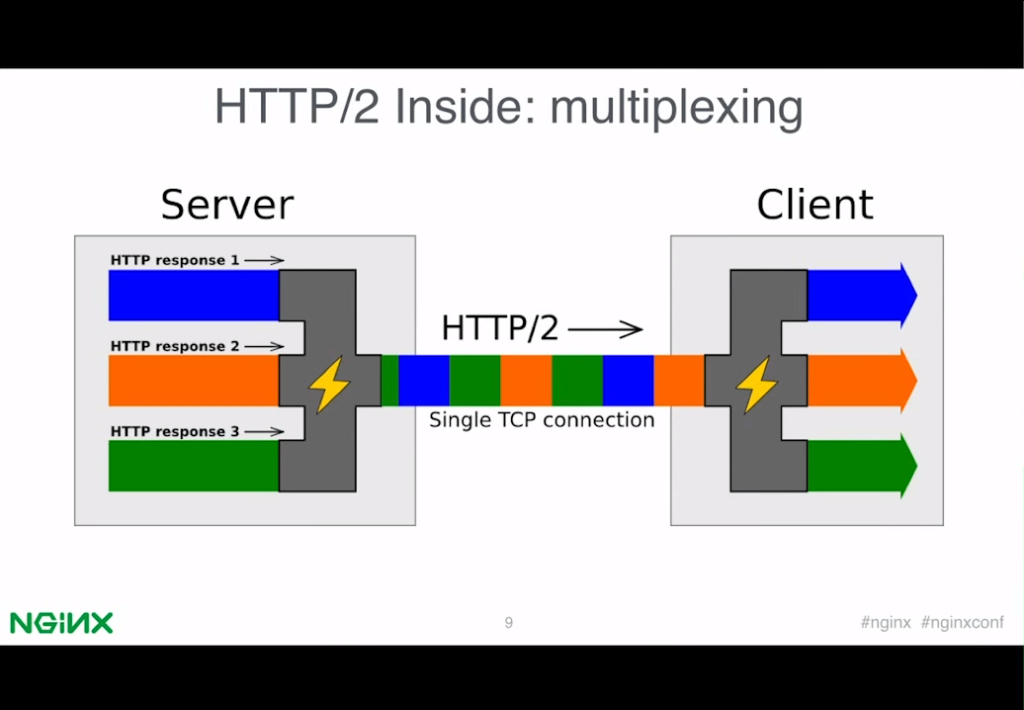 HTTP/2 Inside: multiplexing
Server
Client
HTTP response 1
HTTP response 2
HTTP response 3
HTTP/2
Single TCP connection
NGINX
9
#nginx #nginxconf